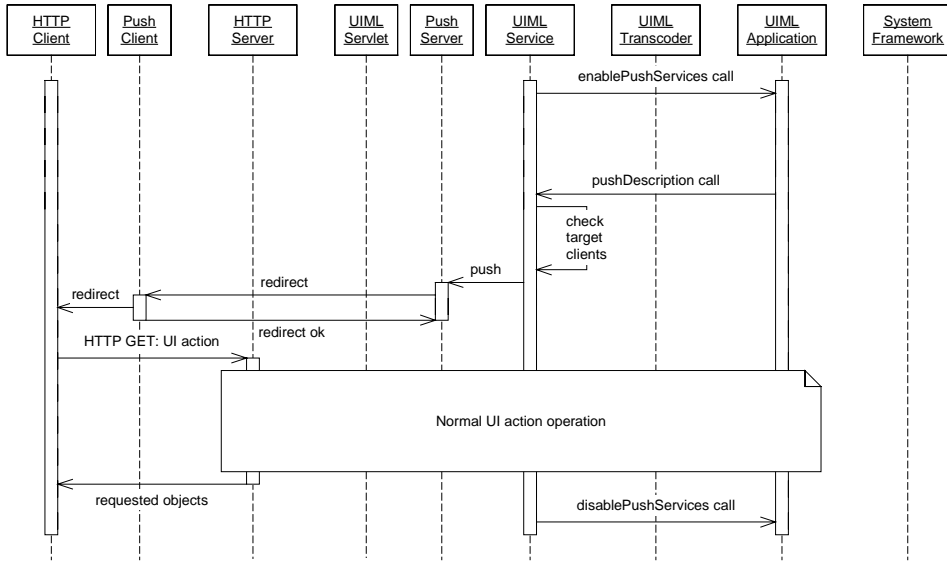 HTTP
Client
Push
Client
HTTP
Server
UIML
Servlet
Push
Server
UIML
Service
UIML
Transcoder
UIML
Application
System
Framework
enablePushServices call
pushDescription call
check
target
clients
push
redirect
redirect
redirect ok
HTTP GET: UI action
Normal UI action operation
requested objects
disablePushServices call